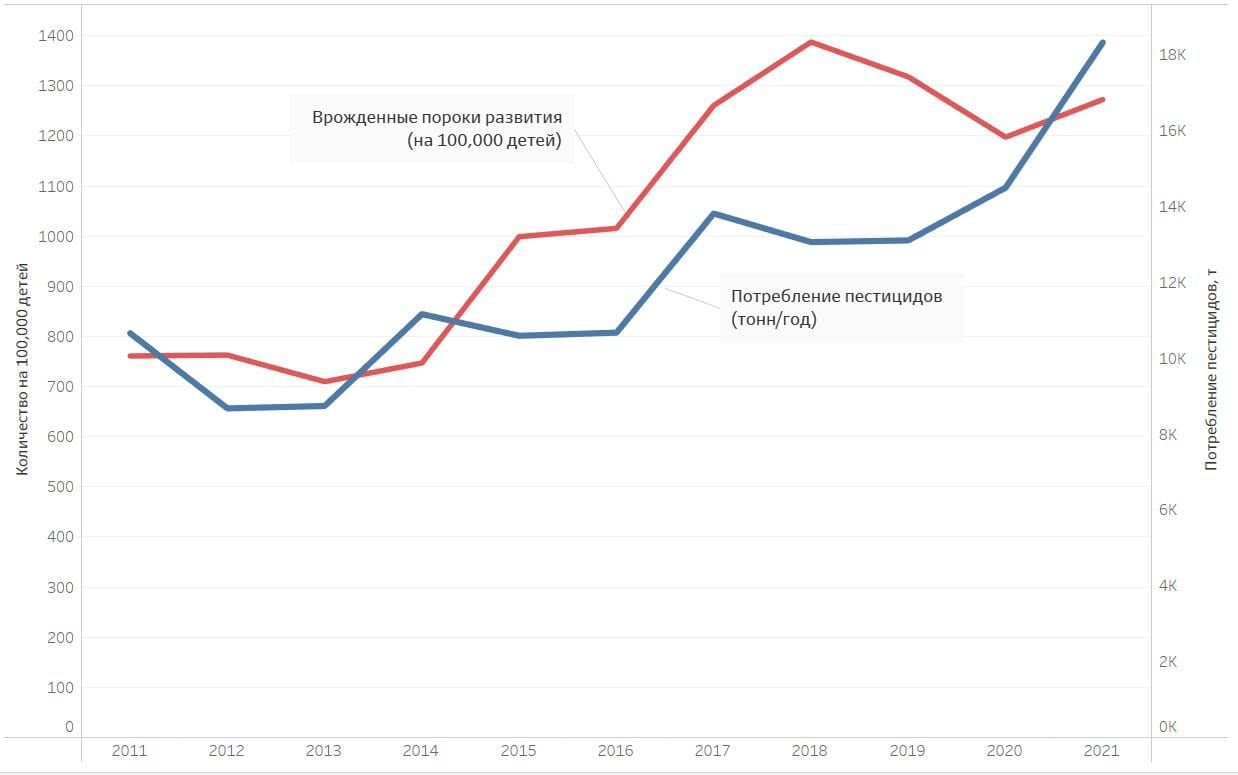 Врожденные пороки развития
(на 100,000 детей)
Потребление пестицидов
(тонн/год)
Количество на 100,000 детей
1400
1300
1200
1100
1000
900
800
700
600
500
400
300
200
100
0
Потребление пестицидов, т
18K
16K
14K
12K
10K
8K
6K
4K
2K
0K
2011 2012 2013 2014 2015 2016 2017 2018 2019 2020 2021